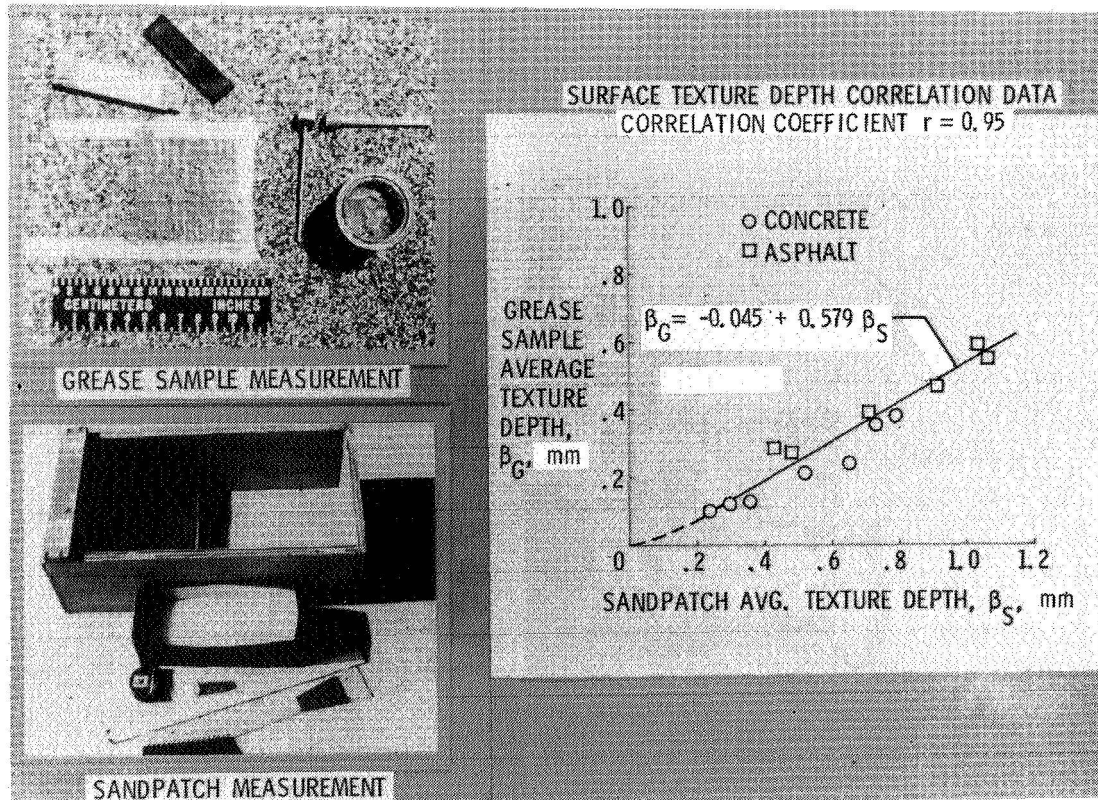 CENTIMETERS INCHES
GREASE SAMPLE MEASUREMENT
SANDPATCH MEASUREMENT
SURFACE TEXTURE DEPTH CORRELATION DATA
CORRELATION COEFFICIENT r = 0.95
1.0
.8
.6
.4
.2
○ CONCRETE
□ ASPHALT
β_G = -0.045 + 0.579 β_S
GREASE
SAMPLE
AVERAGE
TEXTURE
DEPTH,
β_G, mm
0 .2 .4 .6 .8 1.0 1.2
SANDPATCH AVG. TEXTURE DEPTH, β_S, mm